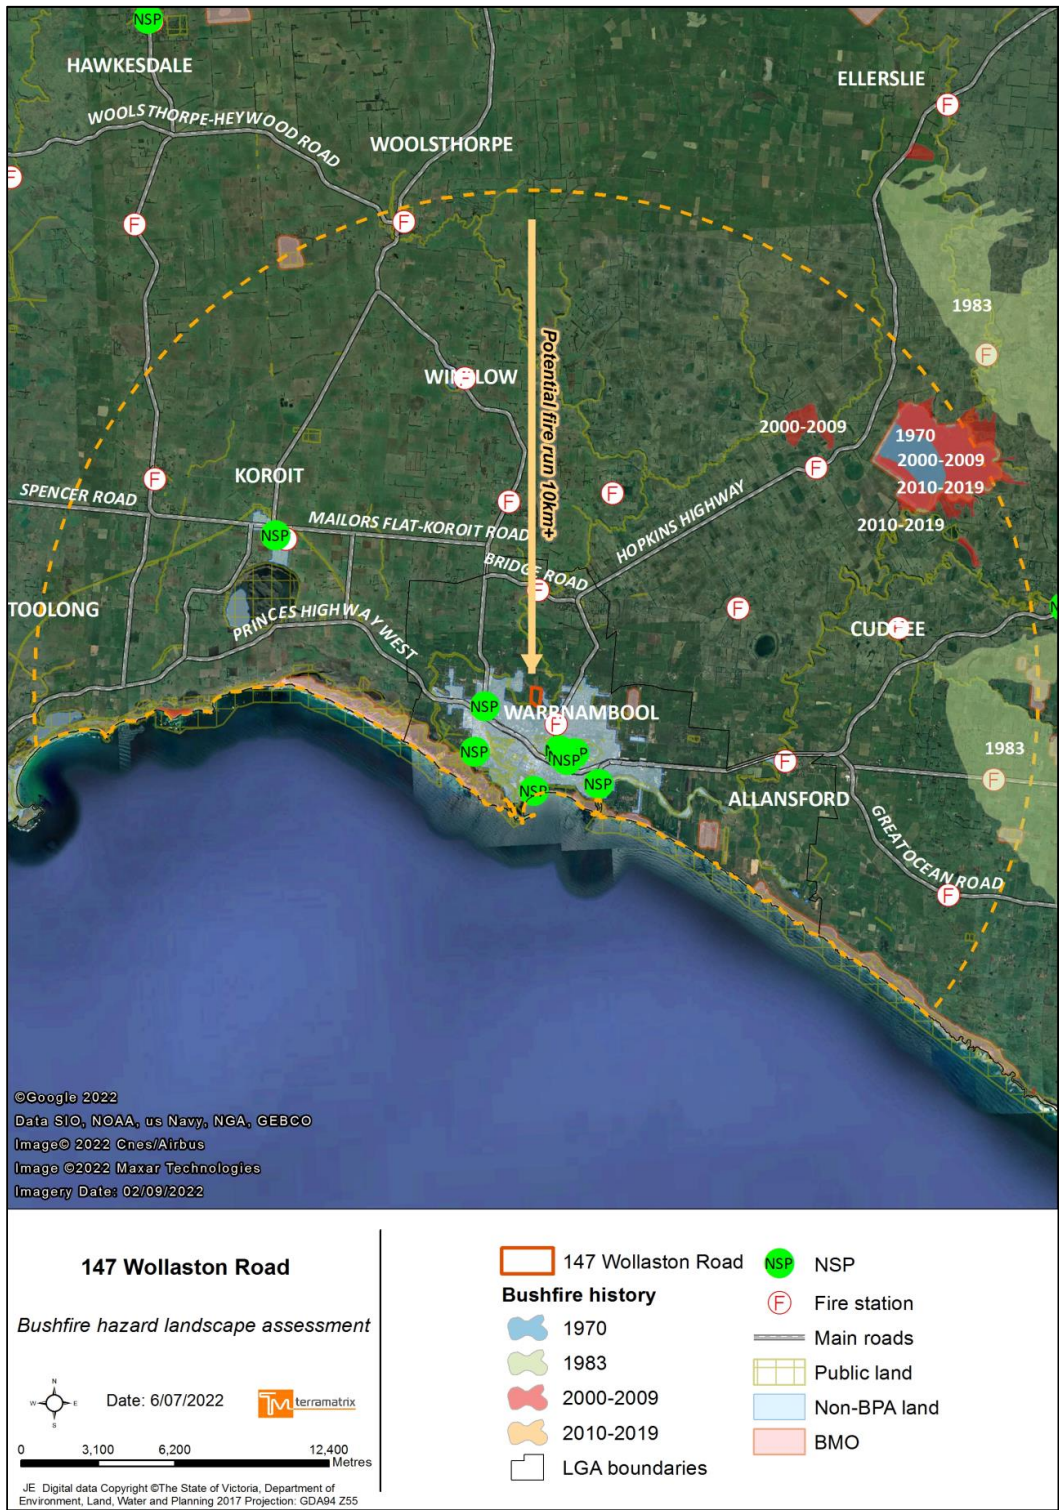 NSP
HAWKESDALE
ELLERSLIE
F
WOOLSTHORPE-HEYWOOD ROAD
WOOLSTHORPE
F
F
F
1983
Potential fire run 10km+
F
F
2000-2009
1970
2000-2009
2010-2019
F
KOROIT
F
SPENCER ROAD
F
F
HOPKINS HIGHWAY
MAILORS FLAT-KOROIT ROAD
NSP
2010-2019
BRIDGE ROAD
F
TOOLONG
PRINCES HIGHWAY WEST
F
F
NSP
WARRNAMBOOL
F
NSP
NSP
1983
F
F
NSP
NSP
ALLANSFORD
GREAT OCEAN ROAD
F
©Google 2022
Data SIO, NOAA, us Navy, NGA, GEBCO
Image© 2022 Cnes/Airbus
Image ©2022 Maxar Technologies
Imagery Date: 02/09/2022
147 Wollaston Road
Bushfire hazard landscape assessment
N
W E
S
Date: 6/07/2022
TM terramatrix
0 3,100 6,200 12,400
Metres
JE Digital data Copyright ©The State of Victoria, Department of
Environment, Land, Water and Planning 2017 Projection: GDA94 Z55
147 Wollaston Road
Bushfire history
1970
1983
2000-2009
2010-2019
LGA boundaries
NSP NSP
F Fire station
Main roads
Public land
Non-BPA land
BMO